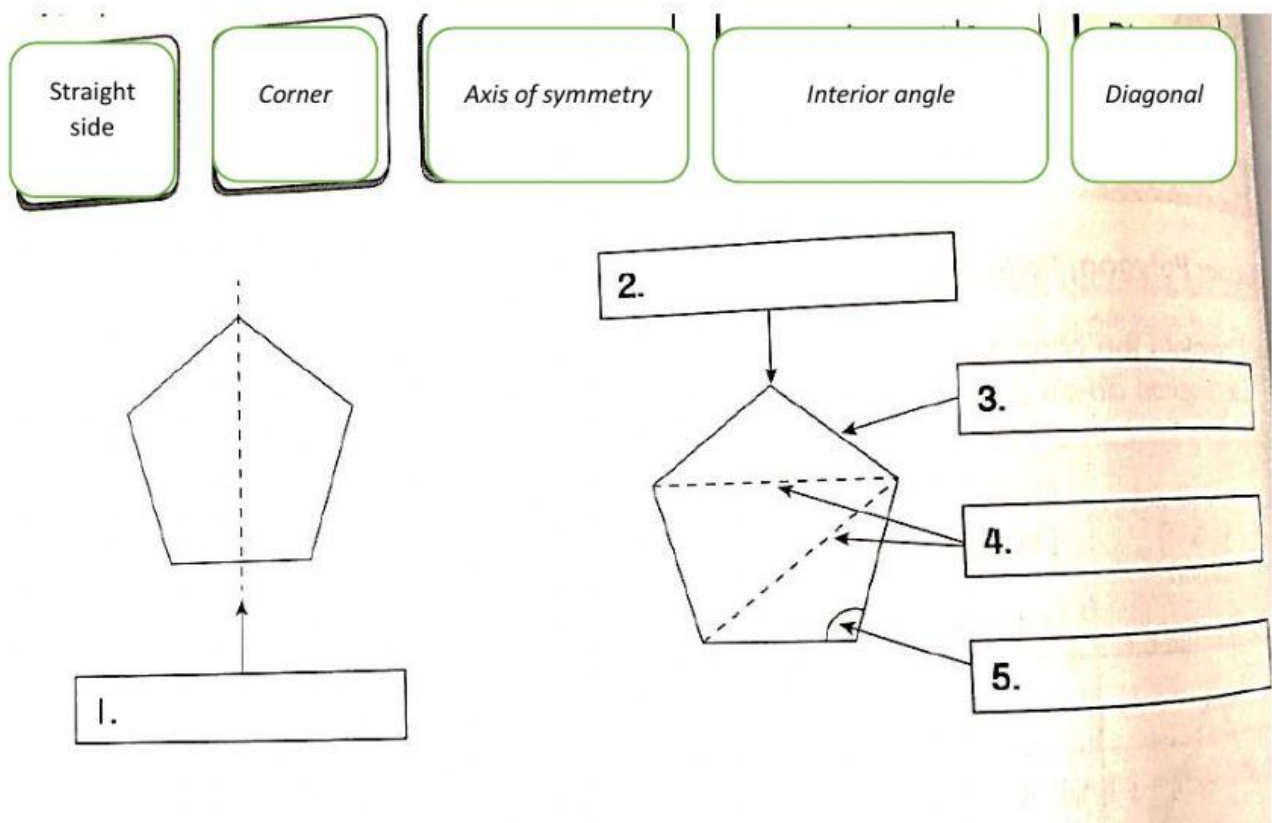 Straight
side
Corner
Axis of symmetry
Interior angle
Diagonal
2.
3.
4.
5.
1.